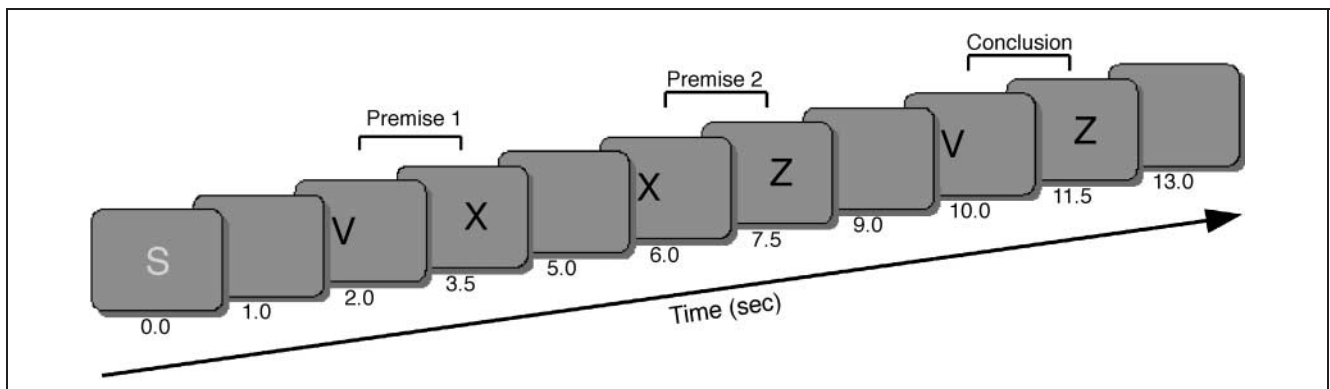 Conclusion
Premise 2
Premise 1
S
V
X
X
Z
V
Z
0.0
1.0
2.0
3.5
5.0
6.0
7.5
9.0
10.0
11.5
13.0
Time (sec)